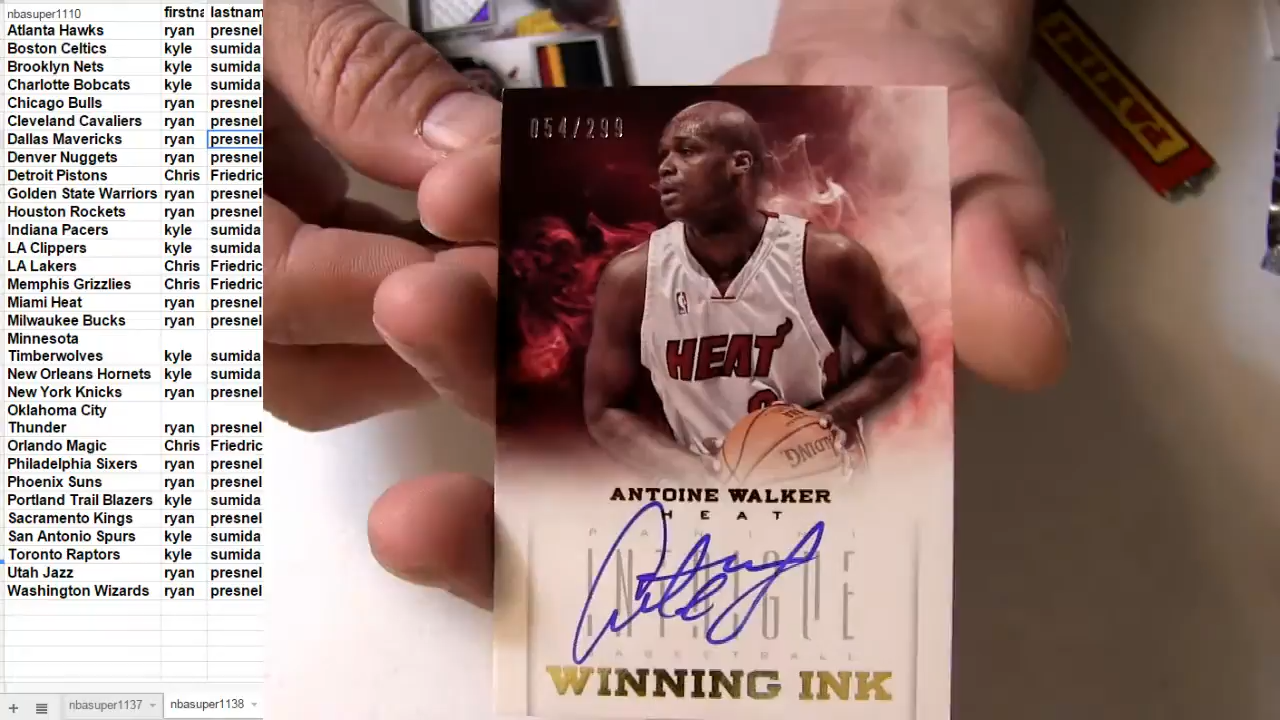 nbasuper1110 firstna lastnam
Atlanta Hawks ryan presnel
Boston Celtics kyle sumida
Brooklyn Nets kyle sumida
Charlotte Bobcats kyle sumida
Chicago Bulls ryan presnel
Cleveland Cavaliers ryan presnel
Dallas Mavericks ryan presnel
Denver Nuggets ryan presnel
Detroit Pistons Chris Friedric
Golden State Warriors ryan presnel
Houston Rockets ryan presnel
Indiana Pacers kyle sumida
LA Clippers kyle sumida
LA Lakers Chris Friedric
Memphis Grizzlies Chris Friedric
Miami Heat ryan presnel
Milwaukee Bucks ryan presnel
Minnesota
Timberwolves kyle sumida
New Orleans Hornets kyle sumida
New York Knicks ryan presnel
Oklahoma City
Thunder ryan presnel
Orlando Magic Chris Friedric
Philadelphia Sixers ryan presnel
Phoenix Suns ryan presnel
Portland Trail Blazers kyle sumida
Sacramento Kings ryan presnel
San Antonio Spurs kyle sumida
Toronto Raptors kyle sumida
Utah Jazz ryan presnel
Washington Wizards ryan presnel
nbasuper1137 nbasuper1138
054/299
HEAT
SPALDING
ANTOINE WALKER
HEAT
PANINI
INTRIGUE
BASKETBALL
WINNING INK